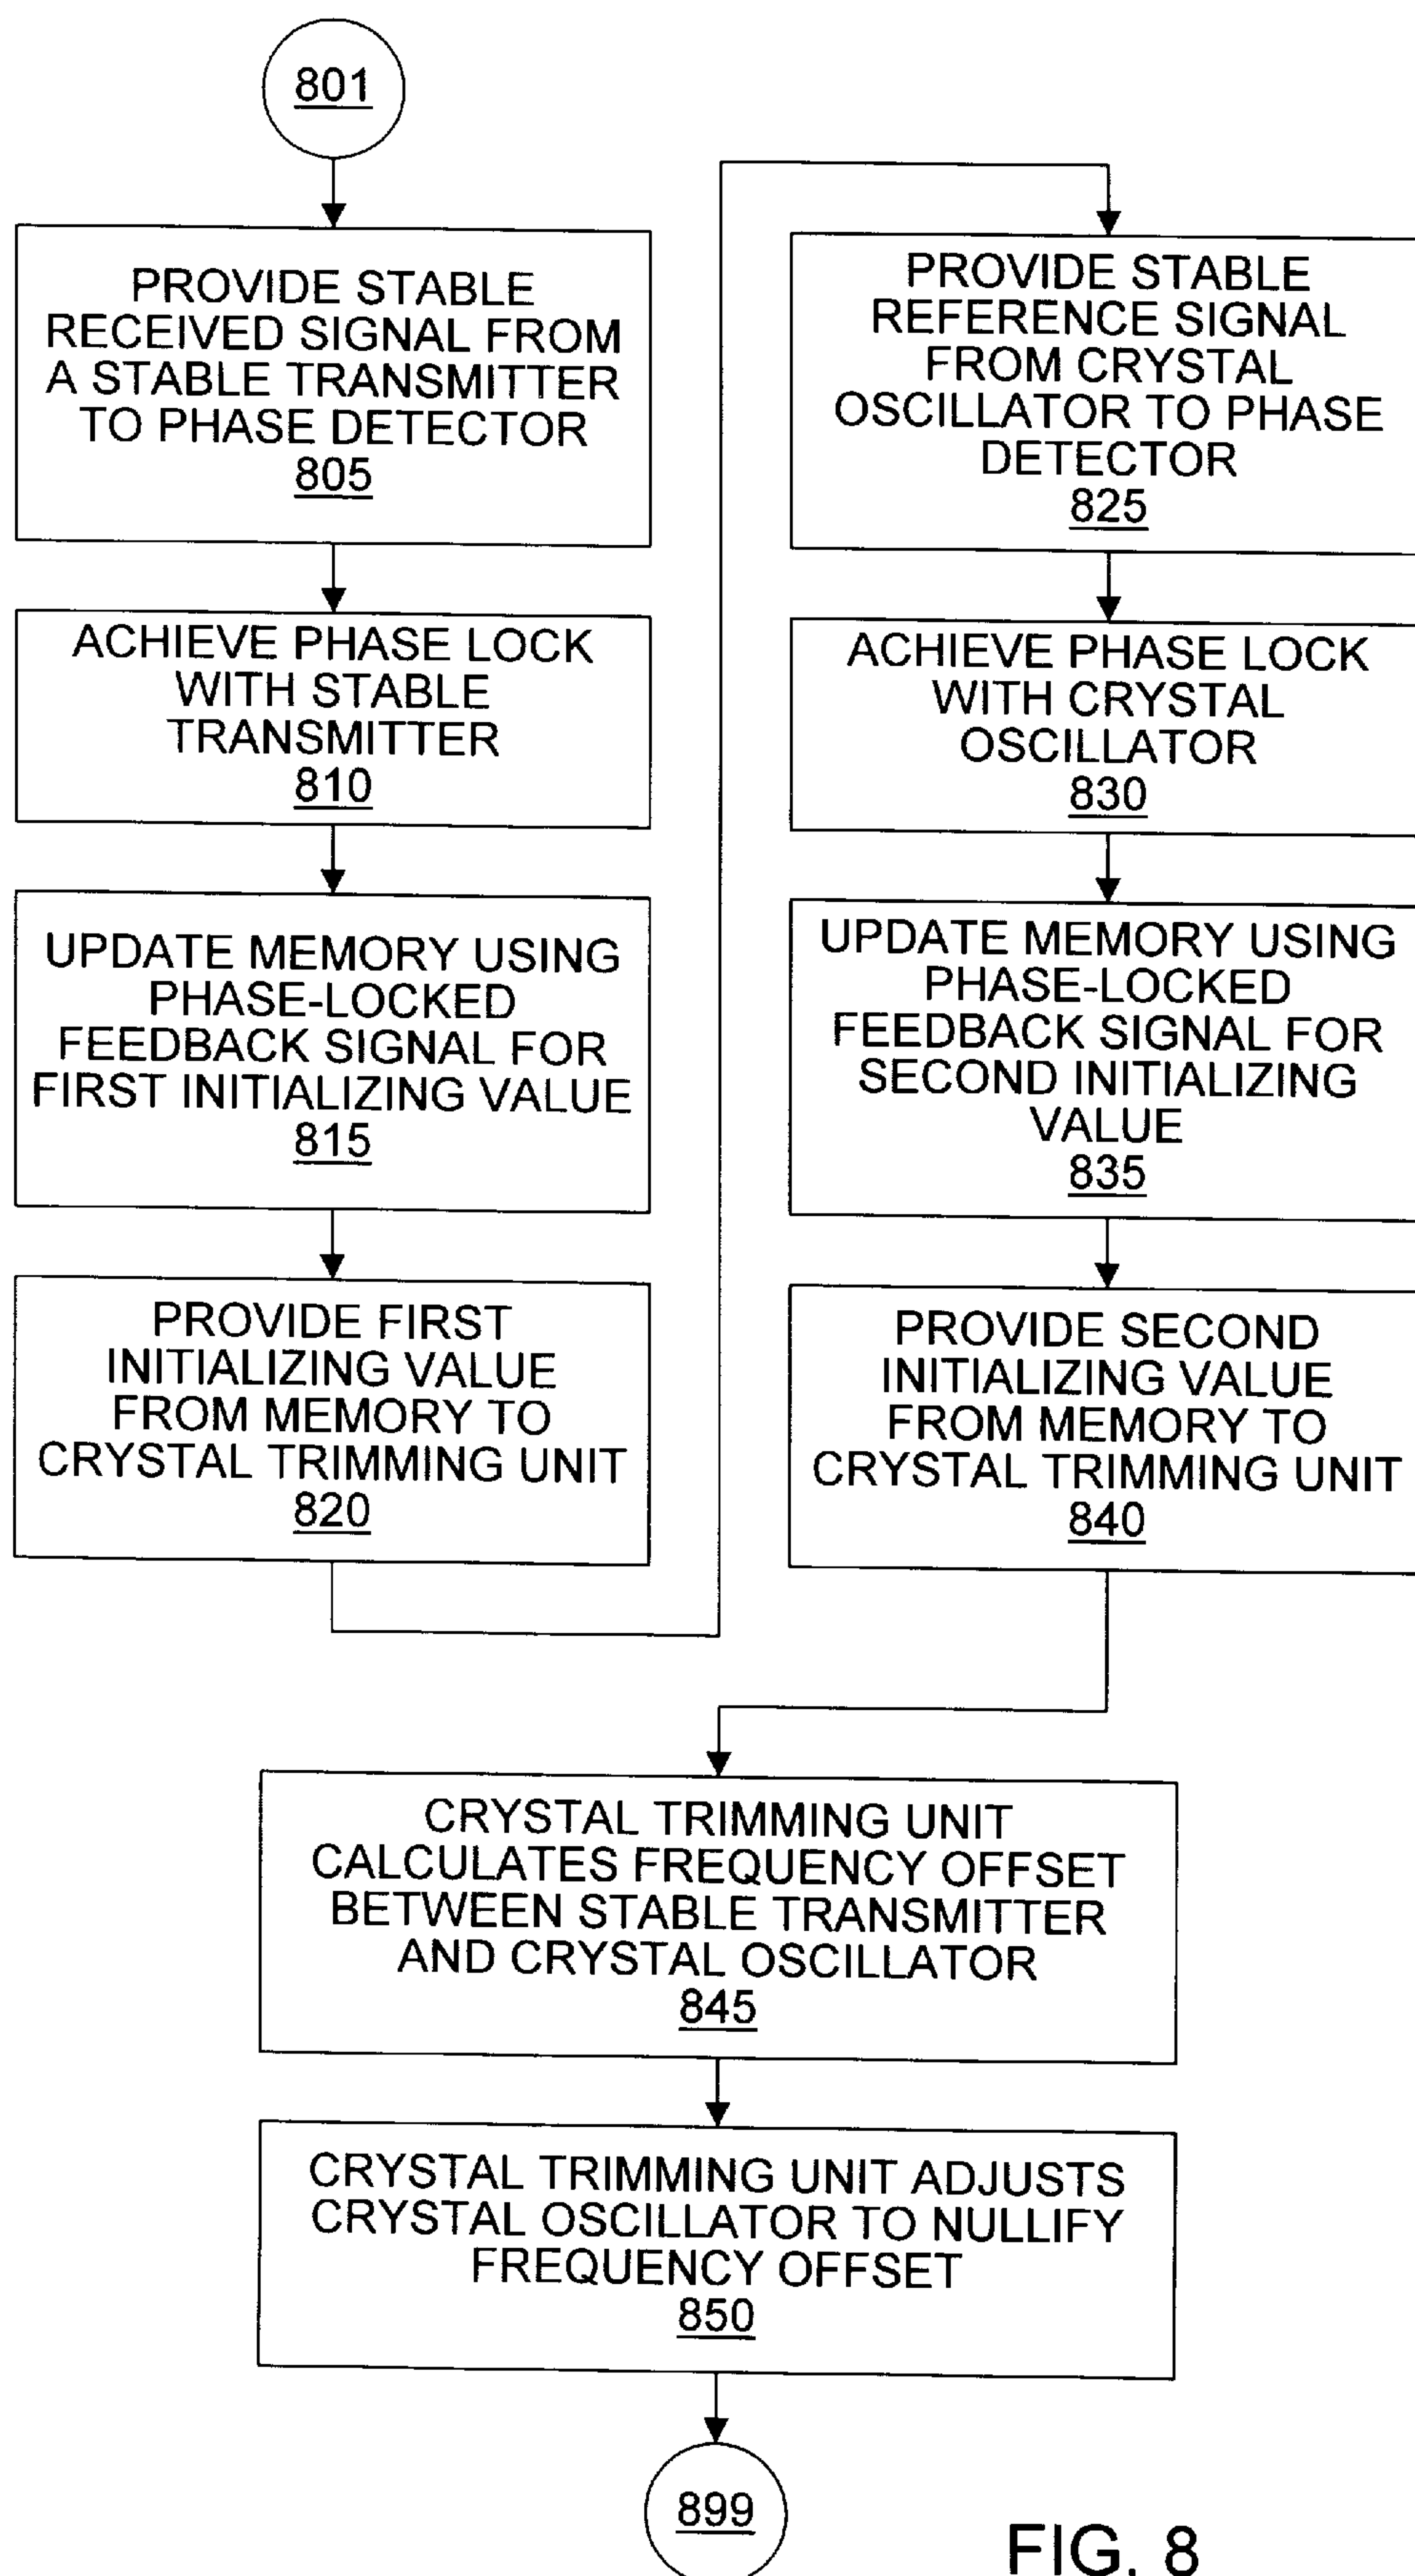 801
PROVIDE STABLE
RECEIVED SIGNAL FROM
A STABLE TRANSMITTER
TO PHASE DETECTOR
805
ACHIEVE PHASE LOCK
WITH STABLE
TRANSMITTER
810
UPDATE MEMORY USING
PHASE-LOCKED
FEEDBACK SIGNAL FOR
FIRST INITIALIZING VALUE
815
PROVIDE FIRST
INITIALIZING VALUE
FROM MEMORY TO
CRYSTAL TRIMMING UNIT
820
PROVIDE STABLE
REFERENCE SIGNAL
FROM CRYSTAL
OSCILLATOR TO PHASE
DETECTOR
825
ACHIEVE PHASE LOCK
WITH CRYSTAL
OSCILLATOR
830
UPDATE MEMORY USING
PHASE-LOCKED
FEEDBACK SIGNAL FOR
SECOND INITIALIZING
VALUE
835
PROVIDE SECOND
INITIALIZING VALUE
FROM MEMORY TO
CRYSTAL TRIMMING UNIT
840
CRYSTAL TRIMMING UNIT
CALCULATES FREQUENCY OFFSET
BETWEEN STABLE TRANSMITTER
AND CRYSTAL OSCILLATOR
845
CRYSTAL TRIMMING UNIT ADJUSTS
CRYSTAL OSCILLATOR TO NULLIFY
FREQUENCY OFFSET
850
899
FIG. 8